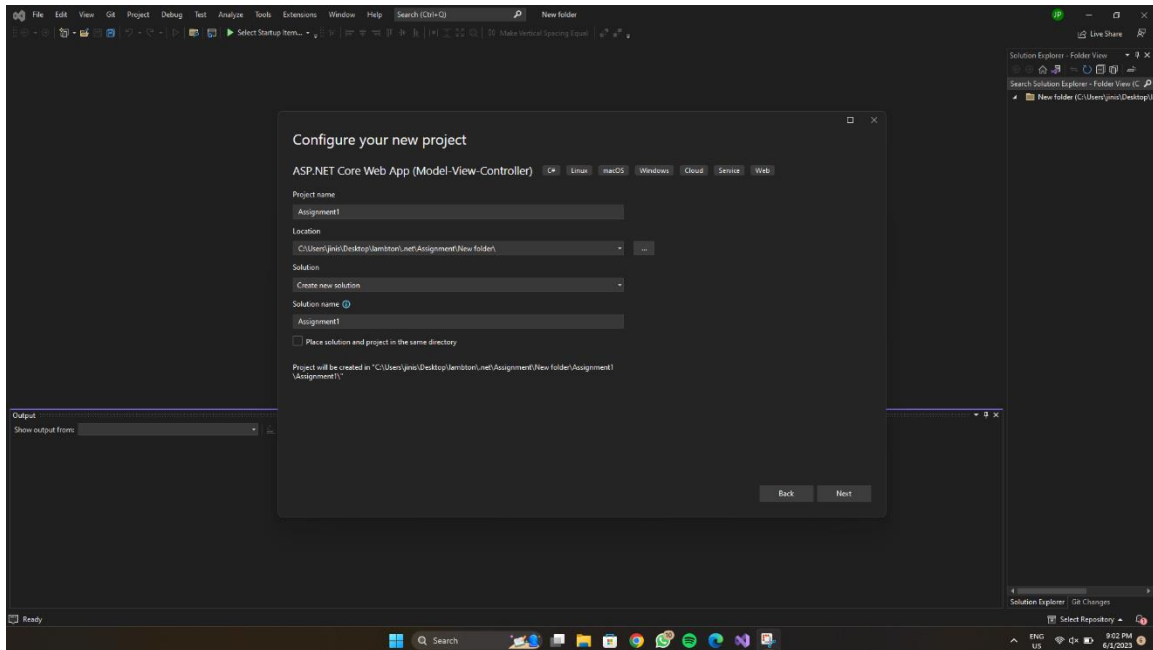 File Edit View Git Project Debug Test Analyze Tools Extensions Window Help Search (Ctrl+Q) New folder JP
Select Startup Item... Make Vertical Spacing Equal Live Share
Solution Explorer - Folder View
Search Solution Explorer - Folder View (C
New folder (C:\Users\jinis\Desktop\l
Configure your new project
ASP.NET Core Web App (Model-View-Controller) C# Linux macOS Windows Cloud Service Web
Project name
Assignment1
Location
C:\Users\jinis\Desktop\lambton\.net\Assignment\New folder\
...
Solution
Create new solution
Solution name
Assignment1
Place solution and project in the same directory
Project will be created in "C:\Users\jinis\Desktop\lambton\.net\Assignment\New folder\Assignment1
\Assignment1\"
Back Next
Output
Show output from:
Solution Explorer Git Changes
Ready Select Repository
Search ENG 9:02 PM
US 6/1/2023